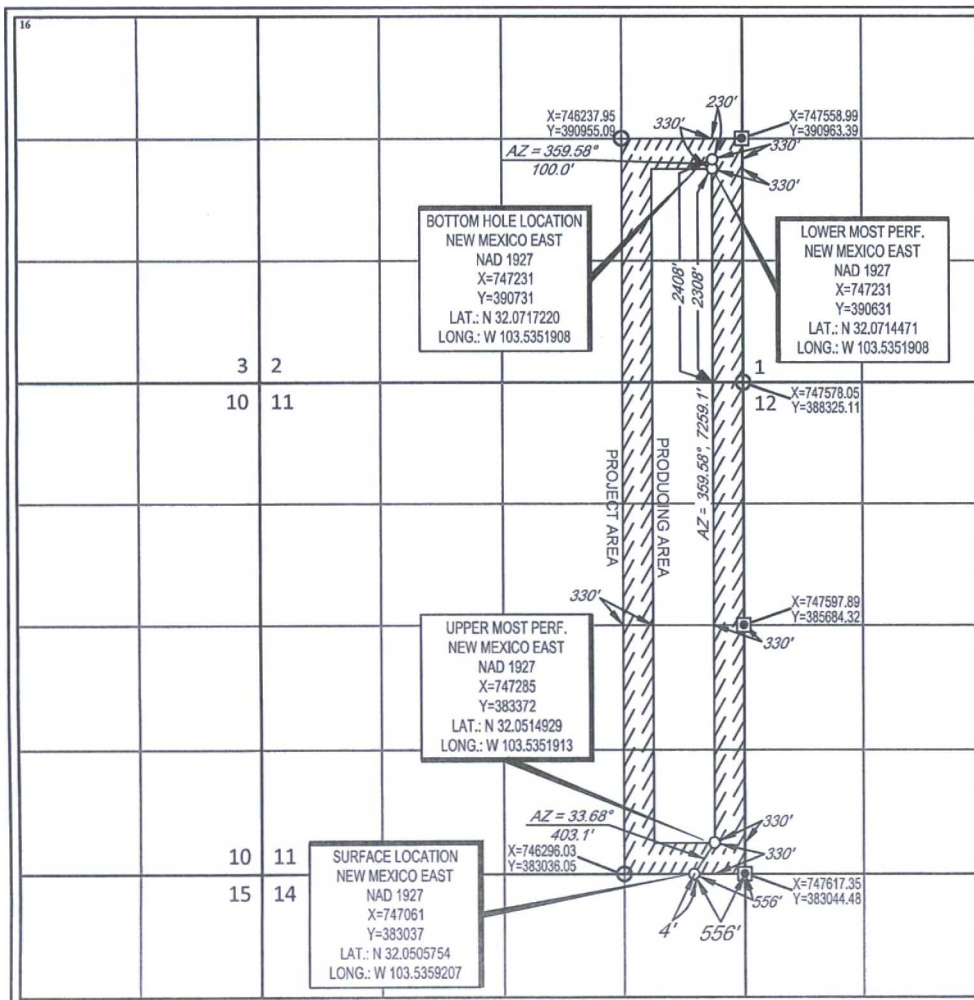 16
X=746237.95
Y=390955.09
230'
330'
X=747558.99
Y=390963.39
AZ = 359.58°
100.0'
330'
330'
BOTTOM HOLE LOCATION
NEW MEXICO EAST
NAD 1927
X=747231
Y=390731
LAT.: N 32.0717220
LONG.: W 103.5351908
LOWER MOST PERF.
NEW MEXICO EAST
NAD 1927
X=747231
Y=390631
LAT.: N 32.0714471
LONG.: W 103.5351908
2408'
2308'
3 2
1
10 11
12
X=747578.05
Y=388325.11
PROJECT AREA
PRODUCING AREA
AZ = 359.58°, 7259.1'
330'
X=747597.89
Y=385684.32
330'
UPPER MOST PERF.
NEW MEXICO EAST
NAD 1927
X=747285
Y=383372
LAT.: N 32.0514929
LONG.: W 103.5351913
AZ = 33.68°
403.1'
330'
330'
X=746296.03
Y=383036.05
10 11
15 14
SURFACE LOCATION
NEW MEXICO EAST
NAD 1927
X=747061
Y=383037
LAT.: N 32.0505754
LONG.: W 103.5359207
X=747617.35
Y=383044.48
556'
4'
556'